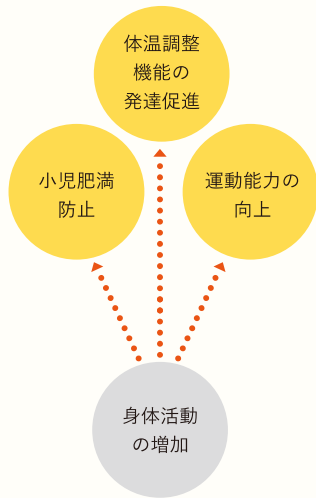 体温調整
機能の
発達促進
小児肥満
防止
運動能力の
向上
身体活動
の増加